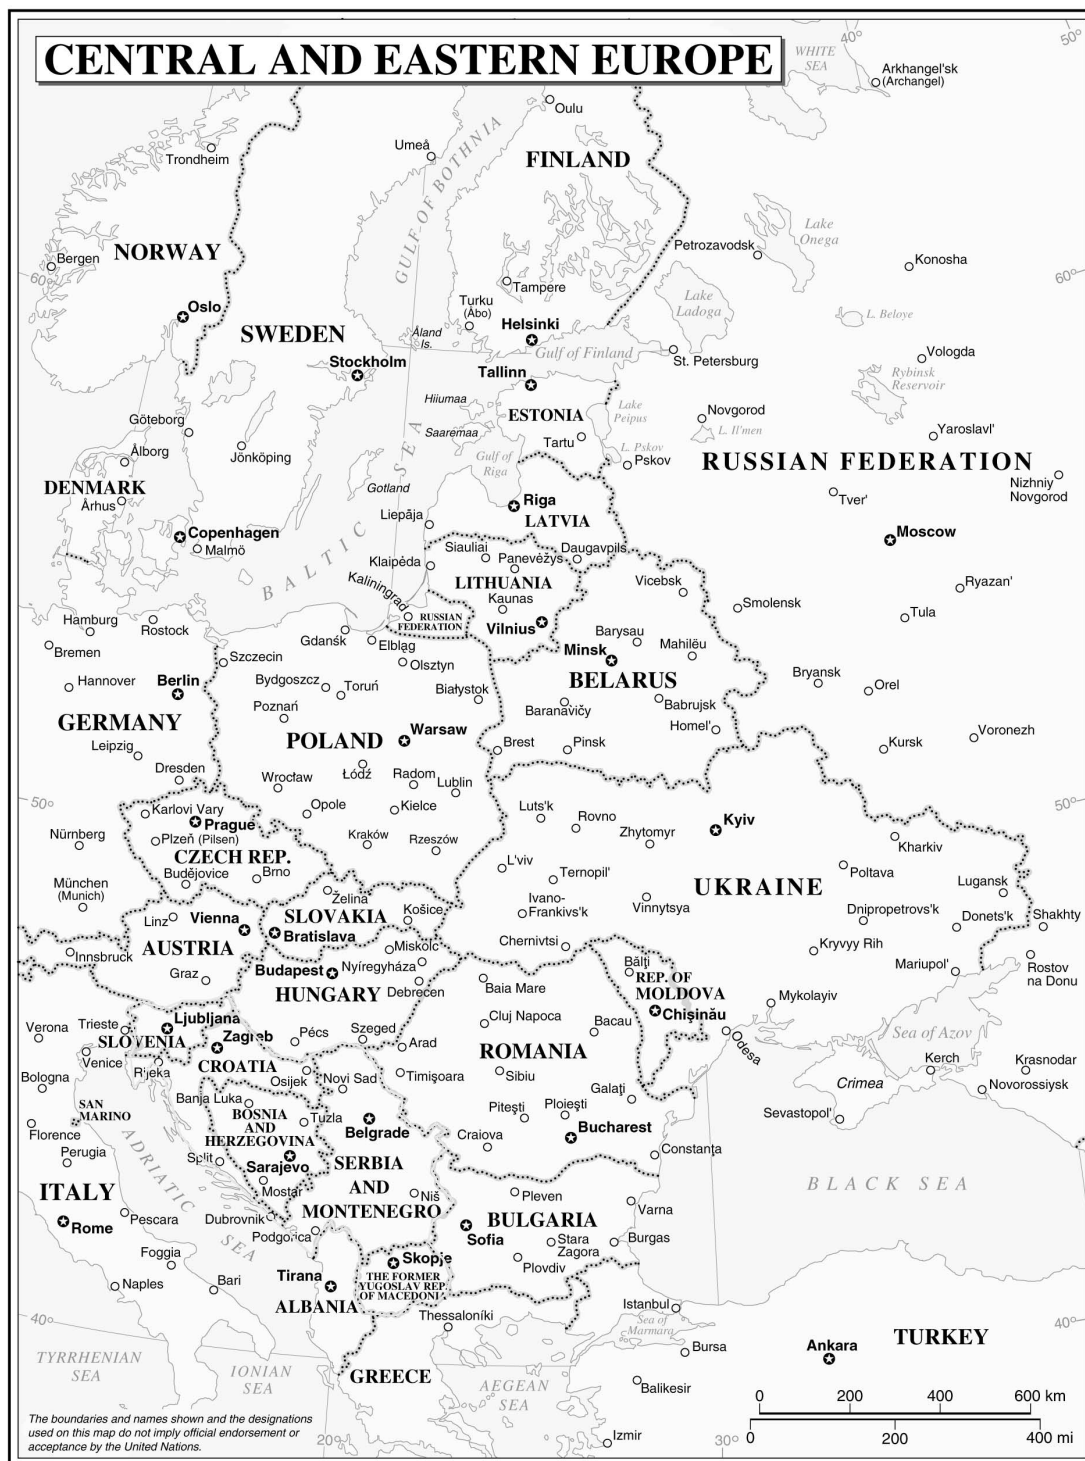 CENTRAL AND EASTERN EUROPE
40°
50°
WHITE
SEA
Arkhangel'sk
(Archangel)
Oulu
Umeå
Trondheim
FINLAND
GULF OF BOTHNIA
NORWAY
Bergen
60°
Petrozavodsk
Lake
Onega
Konosha
60°
Tampere
Turku
(Åbo)
Lake
Ladoga
Oslo
L. Beloye
SWEDEN
Åland
Is.
Helsinki
Gulf of Finland
St. Petersburg
Vologda
Stockholm
Tallinn
Rybinsk
Reservoir
Hiiumaa
ESTONIA
Lake
Peipus
Novgorod
L. Il'men
Göteborg
Saaremaa
Tartu
L. Pskov
Yaroslavl'
Ålborg
Jönköping
Gulf of
Riga
Pskov
RUSSIAN FEDERATION
DENMARK
Århus
Gotland
Nizhniy
Novgorod
Tver'
Riga
LATVIA
Liepāja
Copenhagen
Malmö
BALTIC SEA
Moscow
Siauliai
Panevėžys
Daugavpils
Klaipėda
LITHUANIA
Kaunas
Vicebsk
Ryazan'
Kaliningrad
Smolensk
RUSSIAN
FEDERATION
Vilnius
Tula
Hamburg
Rostock
Gdańsk
Elbląg
Barysau
Mahilëu
Bremen
Szczecin
Olsztyn
Minsk
BELARUS
Hannover
Berlin
Bydgoszcz
Toruń
Białystok
Bryansk
Orel
Poznań
Baranavičy
Babrujsk
GERMANY
POLAND
Warsaw
Homel'
Voronezh
Leipzig
Brest
Pinsk
Kursk
Dresden
Wrocław
Łódź
Radom
Lublin
50°
Karlovi Vary
Opole
Kielce
Luts'k
Rovno
Kyiv
50°
Prague
Nürnberg
Plzeň (Pilsen)
Kraków
Rzeszów
Zhytomyr
Kharkiv
CZECH REP.
L'viv
Budějovice
Brno
Ternopil'
Poltava
München
(Munich)
Želina
UKRAINE
Lugansk
Vienna
SLOVAKIA
Košice
Ivano-
Frankivs'k
Vinnytsya
Dnipropetrovs'k
Donets'k
Shakhty
Linz
Bratislava
AUSTRIA
Miskolc
Chernivtsi
Kryvyy Rih
Innsbruck
Budapest
Nyíregyháza
Bălţi
Mariupol'
Rostov
na Donu
Graz
HUNGARY
Debrecen
Baia Mare
REP. OF
MOLDOVA
Mykolayiv
Ljubljana
Cluj Napoca
Chişinău
Verona
Trieste
Zagreb
Pécs
Szeged
Bacau
Odesa
Sea of Azov
SLOVENIA
Arad
ROMANIA
Venice
CROATIA
Kerch
Krasnodar
Bologna
Rijeka
Osijek
Novi Sad
Timişoara
Sibiu
Crimea
Novorossiysk
Banja Luka
Galaţi
SAN
MARINO
BOSNIA
AND
HERZEGOVINA
Tuzla
Belgrade
Piteşti
Ploieşti
Sevastopol'
Florence
Craiova
Bucharest
Perugia
ADRIATIC SEA
Split
Sarajevo
SERBIA
AND
MONTENEGRO
Constanţa
BLACK SEA
ITALY
Mostar
Niš
Pleven
Rome
Pescara
Dubrovnik
BULGARIA
Varna
Podgorica
Sofia
Stara
Zagora
Burgas
Foggia
Skopje
Plovdiv
Naples
Bari
Tirana
THE FORMER
YUGOSLAV REP.
OF MACEDONIA
ALBANIA
Istanbul
40°
Thessaloníki
Sea of
Marmara
40°
TURKEY
Ankara
Bursa
TYRRHENIAN
SEA
IONIAN
SEA
GREECE
AEGEAN
SEA
Balikesir
0 200 400 600 km
The boundaries and names shown and the designations
used on this map do not imply official endorsement or
acceptance by the United Nations.
20°
Izmir
30°
0 200 400 mi